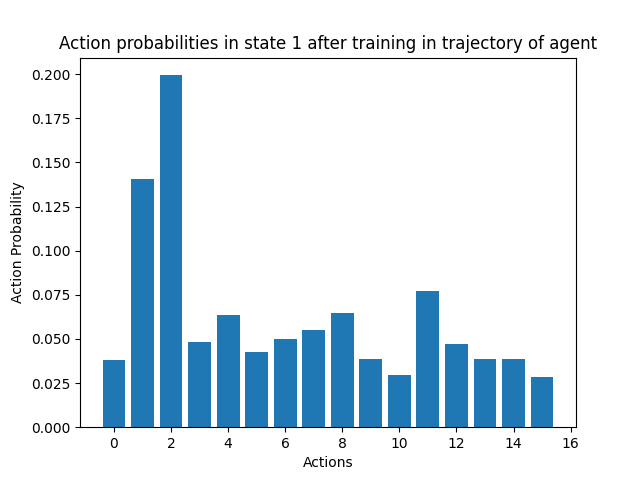 Action probabilities in state 1 after training in trajectory of agent
0.200
0.175
0.150
0.125
0.100
0.075
0.050
0.025
0.000
Action Probability
0 2 4 6 8 10 12 14 16
Actions